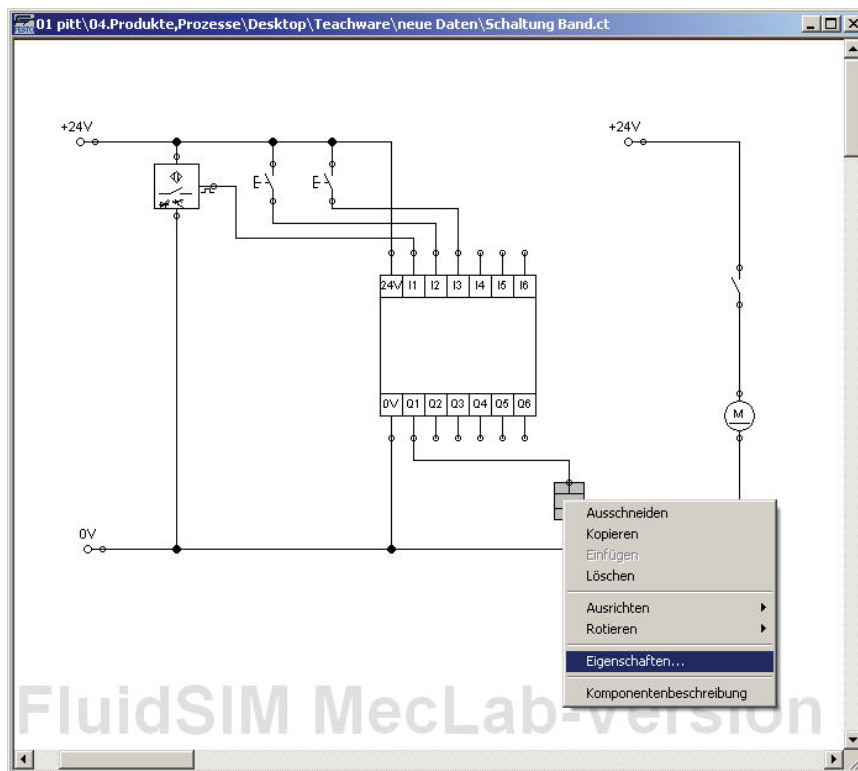 01 pitt\04.Produkte,Prozesse\Desktop\Teachware\neue Daten\Schaltung Band.ct
+24V
+24V
24V I1 I2 I3 I4 I5 I6
0V Q1 Q2 Q3 Q4 Q5 Q6
M
0V
Ausschneiden
Kopieren
Einfügen
Löschen
Ausrichten
Rotieren
Eigenschaften...
Komponentenbeschreibung
FluidSIM MecLab-Version